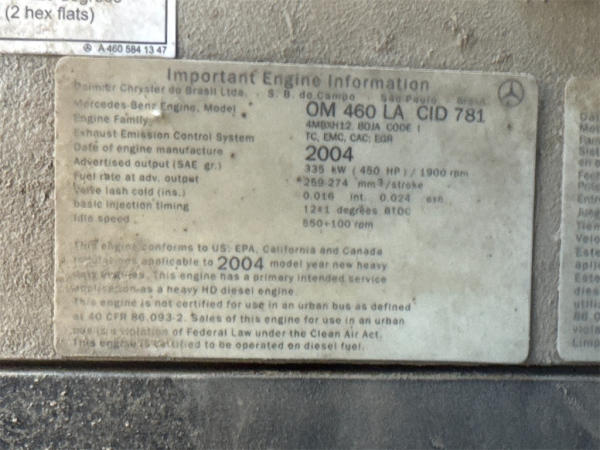 degrees
(2 hex flats)
A 460 584 13 47
Important Engine Information
Daimler Chrysler do Brasil Ltda. - S. B. do Campo São Paulo - Brasil
Mercedes-Benz Engine, Model OM 460 LA CID 781
Engine Family 4MBXH12.8DJA CODE 1
Exhaust Emission Control System TC, EMC, CAC, EGR
Date of engine manufacture 2004
Advertised output (SAE gr.) 335 kW (450 HP) / 1900 rpm
Fuel rate at adv. output 259-274 mm³/stroke
Valve lash cold (ins.) 0.016 int. 0.024 exh.
basic injection timing 12±1 degrees BTDC
Idle speed 550+100 rpm
This engine conforms to US: EPA, California and Canada
regulations applicable to 2004 model year new heavy
duty engines. This engine has a primary intended service
application as a heavy HD diesel engine.
This engine is not certified for use in an urban bus as defined
at 40 CFR 86.093-2. Sales of this engine for use in an urban
bus is a violation of Federal Law under the Clean Air Act.
This engine is certified to be operated on diesel fuel.